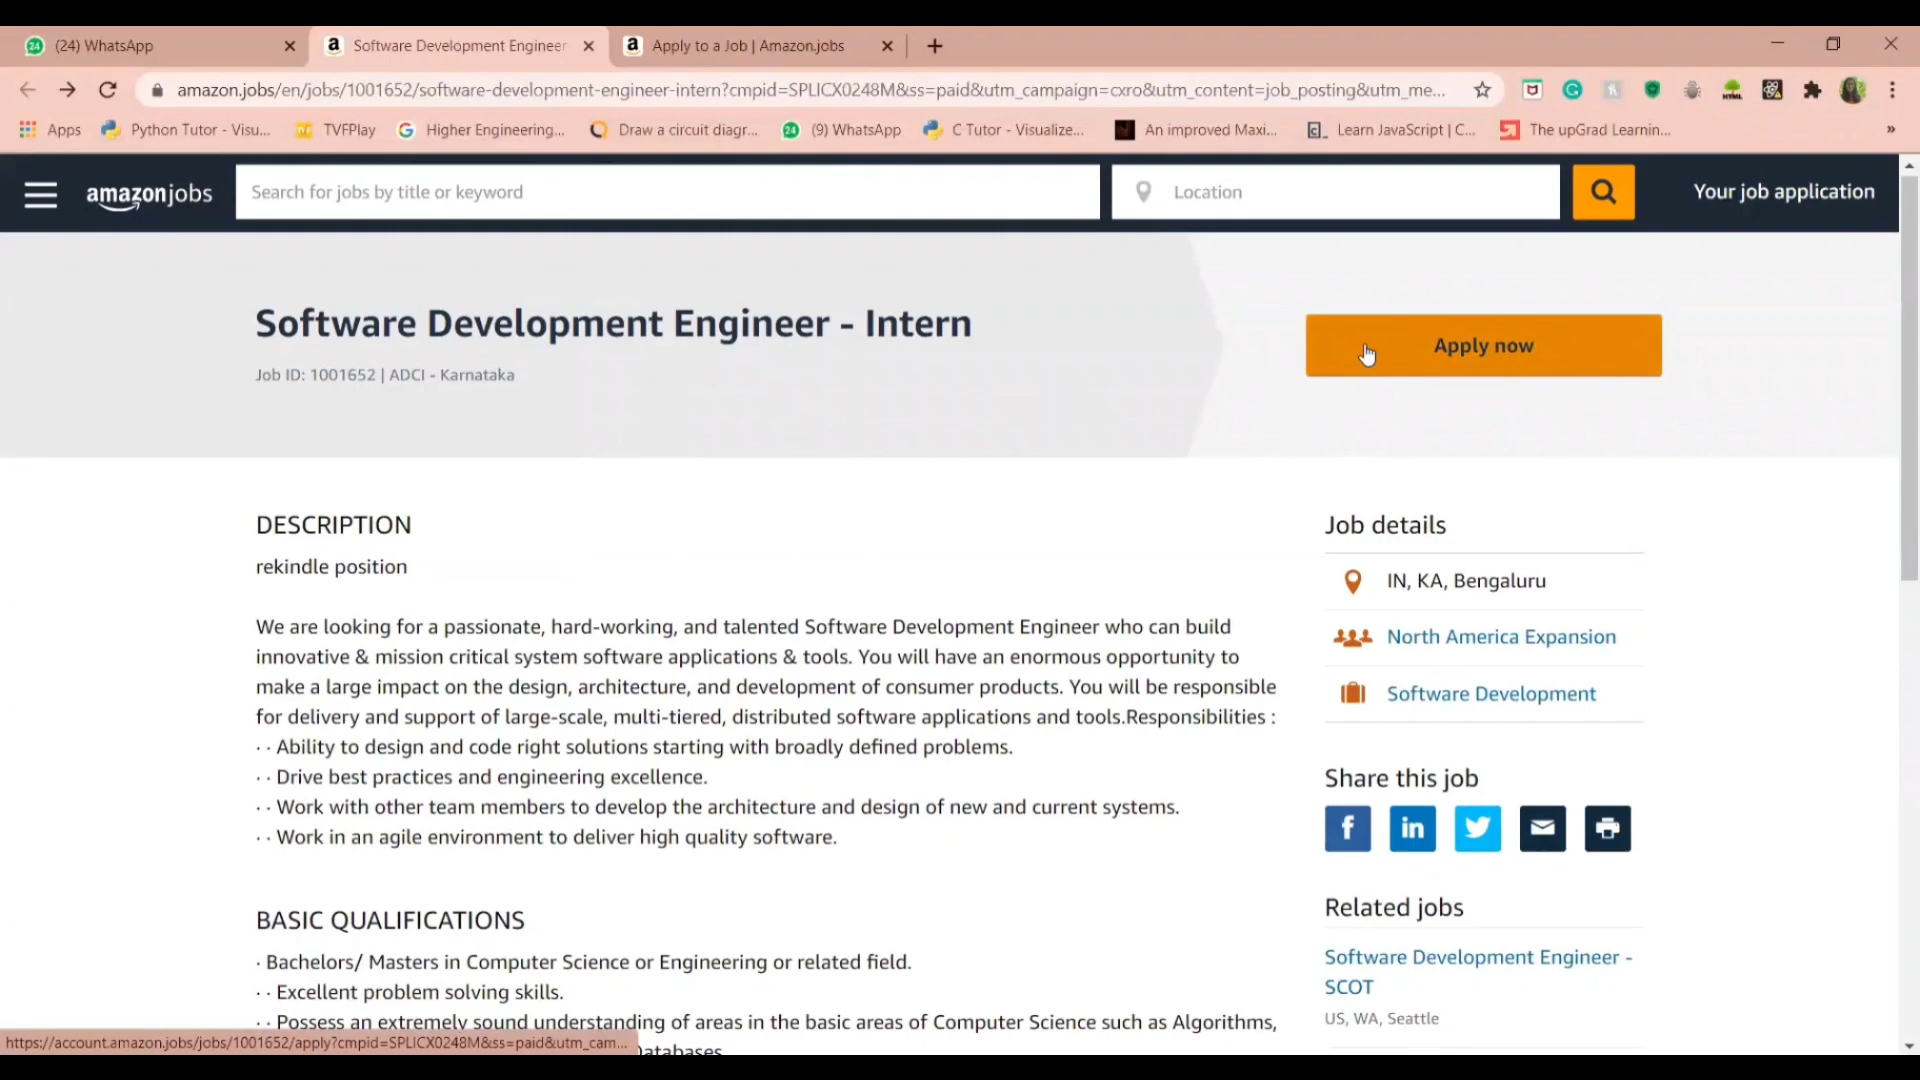 (24) WhatsApp
Software Development Engineer
Apply to a Job | Amazon.jobs
amazon.jobs/en/jobs/1001652/software-development-engineer-intern?cmpid=SPLICX0248M&ss=paid&utm_campaign=cxro&utm_content=job_posting&utm_me...
Apps
Python Tutor - Visu...
TVFPlay
Higher Engineering...
Draw a circuit diagr...
(9) WhatsApp
C Tutor - Visualize...
An improved Maxi...
Learn JavaScript | C...
The upGrad Learnin...
»
amazonjobs
Search for jobs by title or keyword
Location
Your job application
Software Development Engineer - Intern
Job ID: 1001652 | ADCI - Karnataka
Apply now
DESCRIPTION
rekindle position
We are looking for a passionate, hard-working, and talented Software Development Engineer who can build
innovative & mission critical system software applications & tools. You will have an enormous opportunity to
make a large impact on the design, architecture, and development of consumer products. You will be responsible
for delivery and support of large-scale, multi-tiered, distributed software applications and tools.Responsibilities :
· · Ability to design and code right solutions starting with broadly defined problems.
· · Drive best practices and engineering excellence.
· · Work with other team members to develop the architecture and design of new and current systems.
· · Work in an agile environment to deliver high quality software.
BASIC QUALIFICATIONS
· Bachelors/ Masters in Computer Science or Engineering or related field.
· · Excellent problem solving skills.
· · Possess an extremely sound understanding of areas in the basic areas of Computer Science such as Algorithms,
Databases
Job details
IN, KA, Bengaluru
North America Expansion
Software Development
Share this job
Related jobs
Software Development Engineer -
SCOT
US, WA, Seattle
https://account.amazon.jobs/jobs/1001652/apply?cmpid=SPLICX0248M&ss=paid&utm_cam...